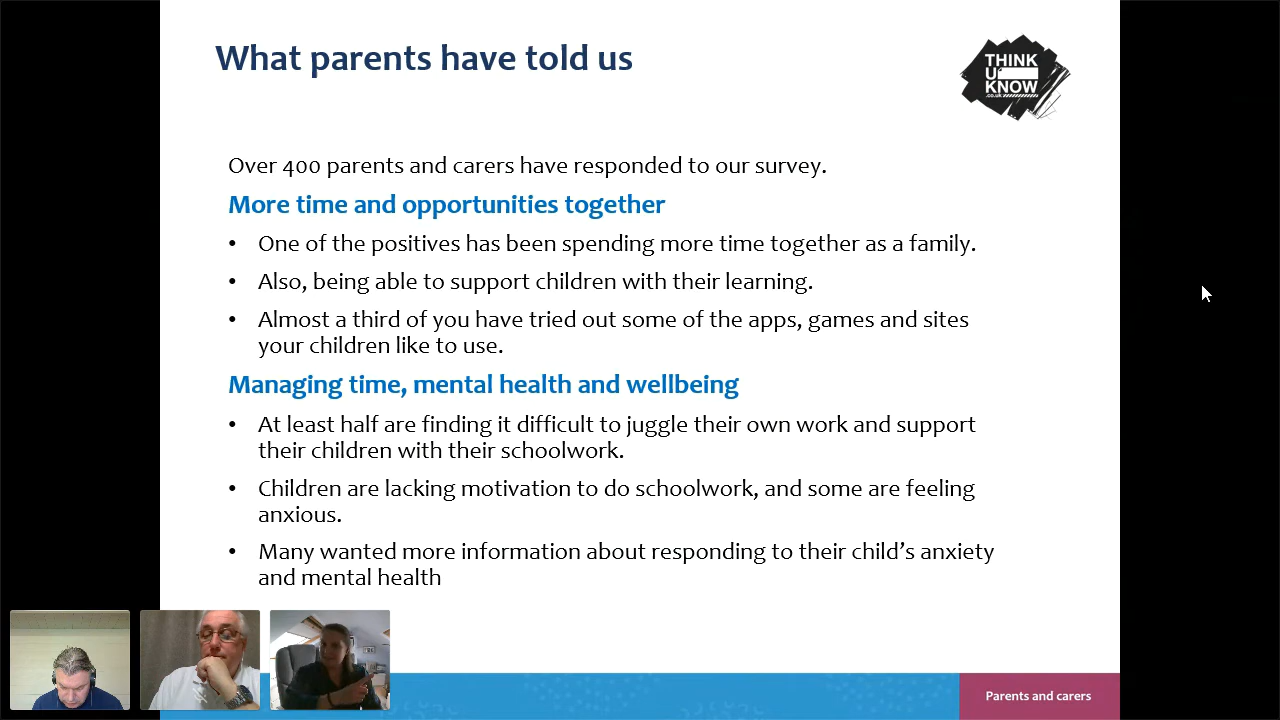 What parents have told us
THINK
U
KNOW
.co.uk
Over 400 parents and carers have responded to our survey.
More time and opportunities together
• One of the positives has been spending more time together as a family.
• Also, being able to support children with their learning.
• Almost a third of you have tried out some of the apps, games and sites
your children like to use.
Managing time, mental health and wellbeing
• At least half are finding it difficult to juggle their own work and support
their children with their schoolwork.
• Children are lacking motivation to do schoolwork, and some are feeling
anxious.
• Many wanted more information about responding to their child’s anxiety
and mental health
Parents and carers